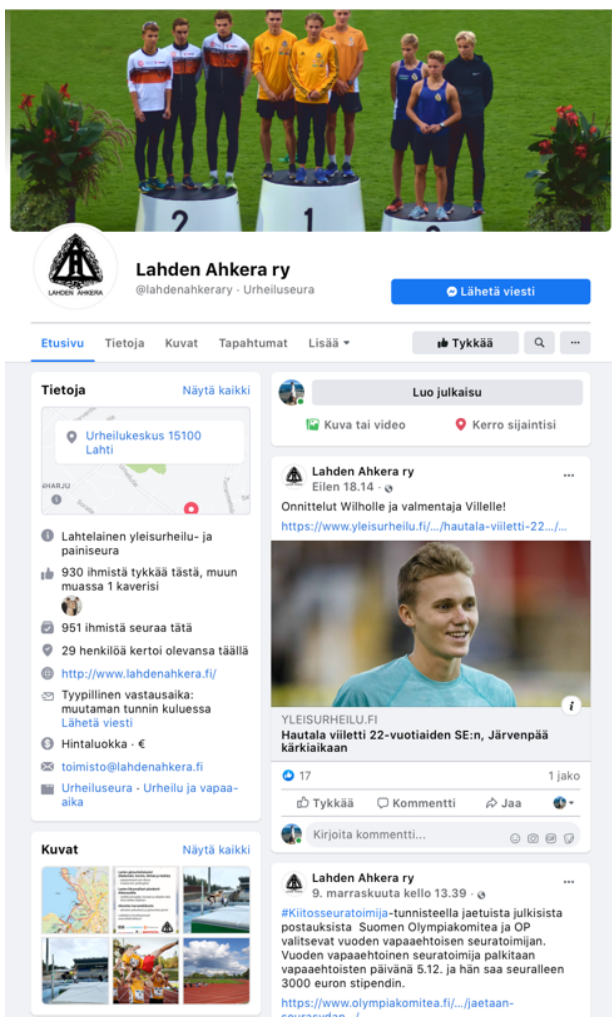 2
1
LAHDEN AHKERA
Lahden Ahkera ry
@lahdenahkerary · Urheiluseura
Lähetä viesti
Etusivu
Tietoja
Kuvat
Tapahtumat
Lisää
Tykkää
Tietoja
Näytä kaikki
Urheilukeskus 15100
Lahti
Lahtelainen yleisurheilu- ja
painiseura
930 ihmistä tykkää tästä, muun
muassa 1 kaverisi
951 ihmistä seuraa tätä
29 henkilöä kertoi olevansa täällä
http://www.lahdenahkera.fi/
Tyypillinen vastausaika:
muutaman tunnin kuluessa
Lähetä viesti
Hintaluokka · €
toimisto@lahdenahkera.fi
Urheiluseura · Urheilu ja vapaa-
aika
Kuvat
Näytä kaikki
Luo julkaisu
Kuva tai video
Kerro sijaintisi
Lahden Ahkera ry
Eilen 18.14 ·
Onnittelut Wilholle ja valmentaja Villelle!
https://www.yleisurheilu.fi/.../hautala-viiletti-22.../...
YLEISURHEILU.FI
Hautala viiletti 22-vuotiaiden SE:n, Järvenpää
kärkiaikaan
17
1 jako
Tykkää
Kommentti
Jaa
Kirjoita kommentti...
Lahden Ahkera ry
9. marraskuuta kello 13.39 ·
#Kiitosseuratoimija-tunnisteella jaetuista julkisista
postauksista Suomen Olympiakomitea ja OP
valitsevat vuoden vapaaehtoisen seuratoimijan.
Vuoden vapaaehtoinen seuratoimija palkitaan
vapaaehtoisten päivänä 5.12. ja hän saa seuralleen
3000 euron stipendin.
https://www.olympiakomitea.fi/.../jaetaan-